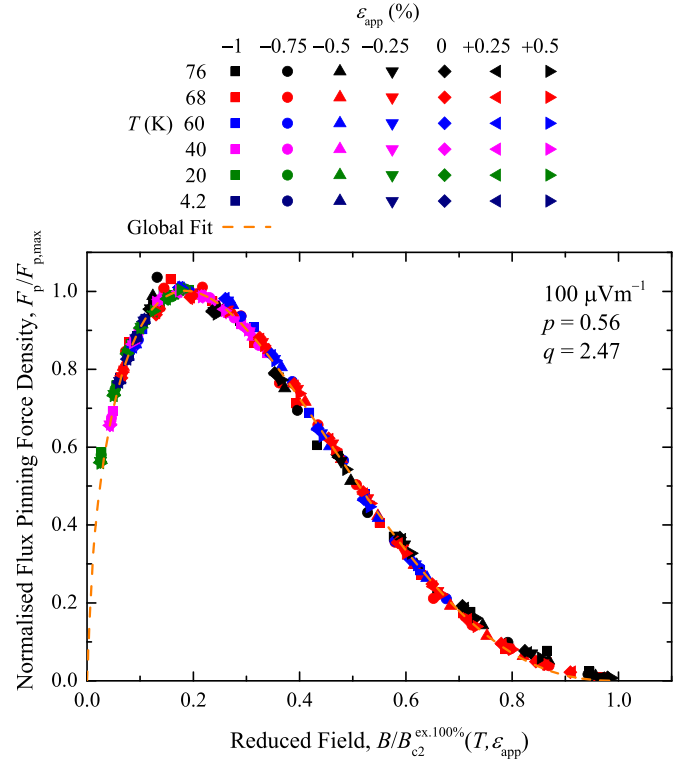 ε_app (%)
−1 −0.75 −0.5 −0.25 0 +0.25 +0.5
76
68
T (K) 60
40
20
4.2
Global Fit
Normalised Flux Pinning Force Density, F_p/F_p,max
1.0
0.8
0.6
0.4
0.2
0.0
100 μVm⁻¹
p = 0.56
q = 2.47
0.0 0.2 0.4 0.6 0.8 1.0
Reduced Field, B/B_c2^ex.100%(T,ε_app)